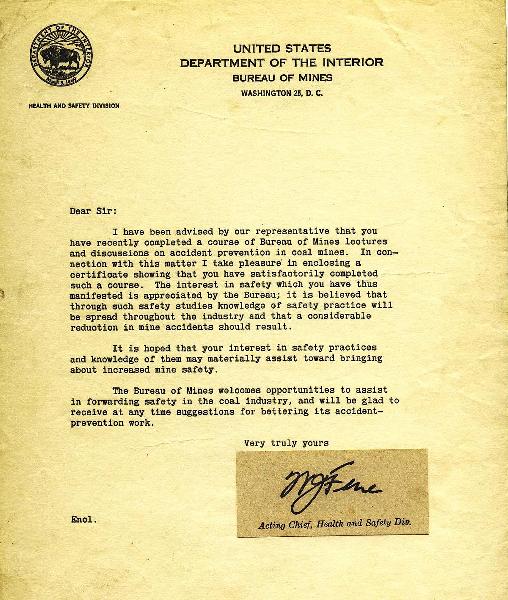 DEPARTMENT OF THE INTERIOR
UNITED STATES
DEPARTMENT OF THE INTERIOR
BUREAU OF MINES
WASHINGTON 25, D. C.
HEALTH AND SAFETY DIVISION
Dear Sir:
I have been advised by our representative that you
have recently completed a course of Bureau of Mines lectures
and discussions on accident prevention in coal mines. In con-
nection with this matter I take pleasure in enclosing a
certificate showing that you have satisfactorily completed
such a course. The interest in safety which you have thus
manifested is appreciated by the Bureau; it is believed that
through such safety studies knowledge of safety practice will
be spread throughout the industry and that a considerable
reduction in mine accidents should result.
It is hoped that your interest in safety practices
and knowledge of them may materially assist toward bringing
about increased mine safety.
The Bureau of Mines welcomes opportunities to assist
in forwarding safety in the coal industry, and will be glad to
receive at any time suggestions for bettering its accident-
prevention work.
Very truly yours
WJFene
Acting Chief, Health and Safety Div.
Encl.